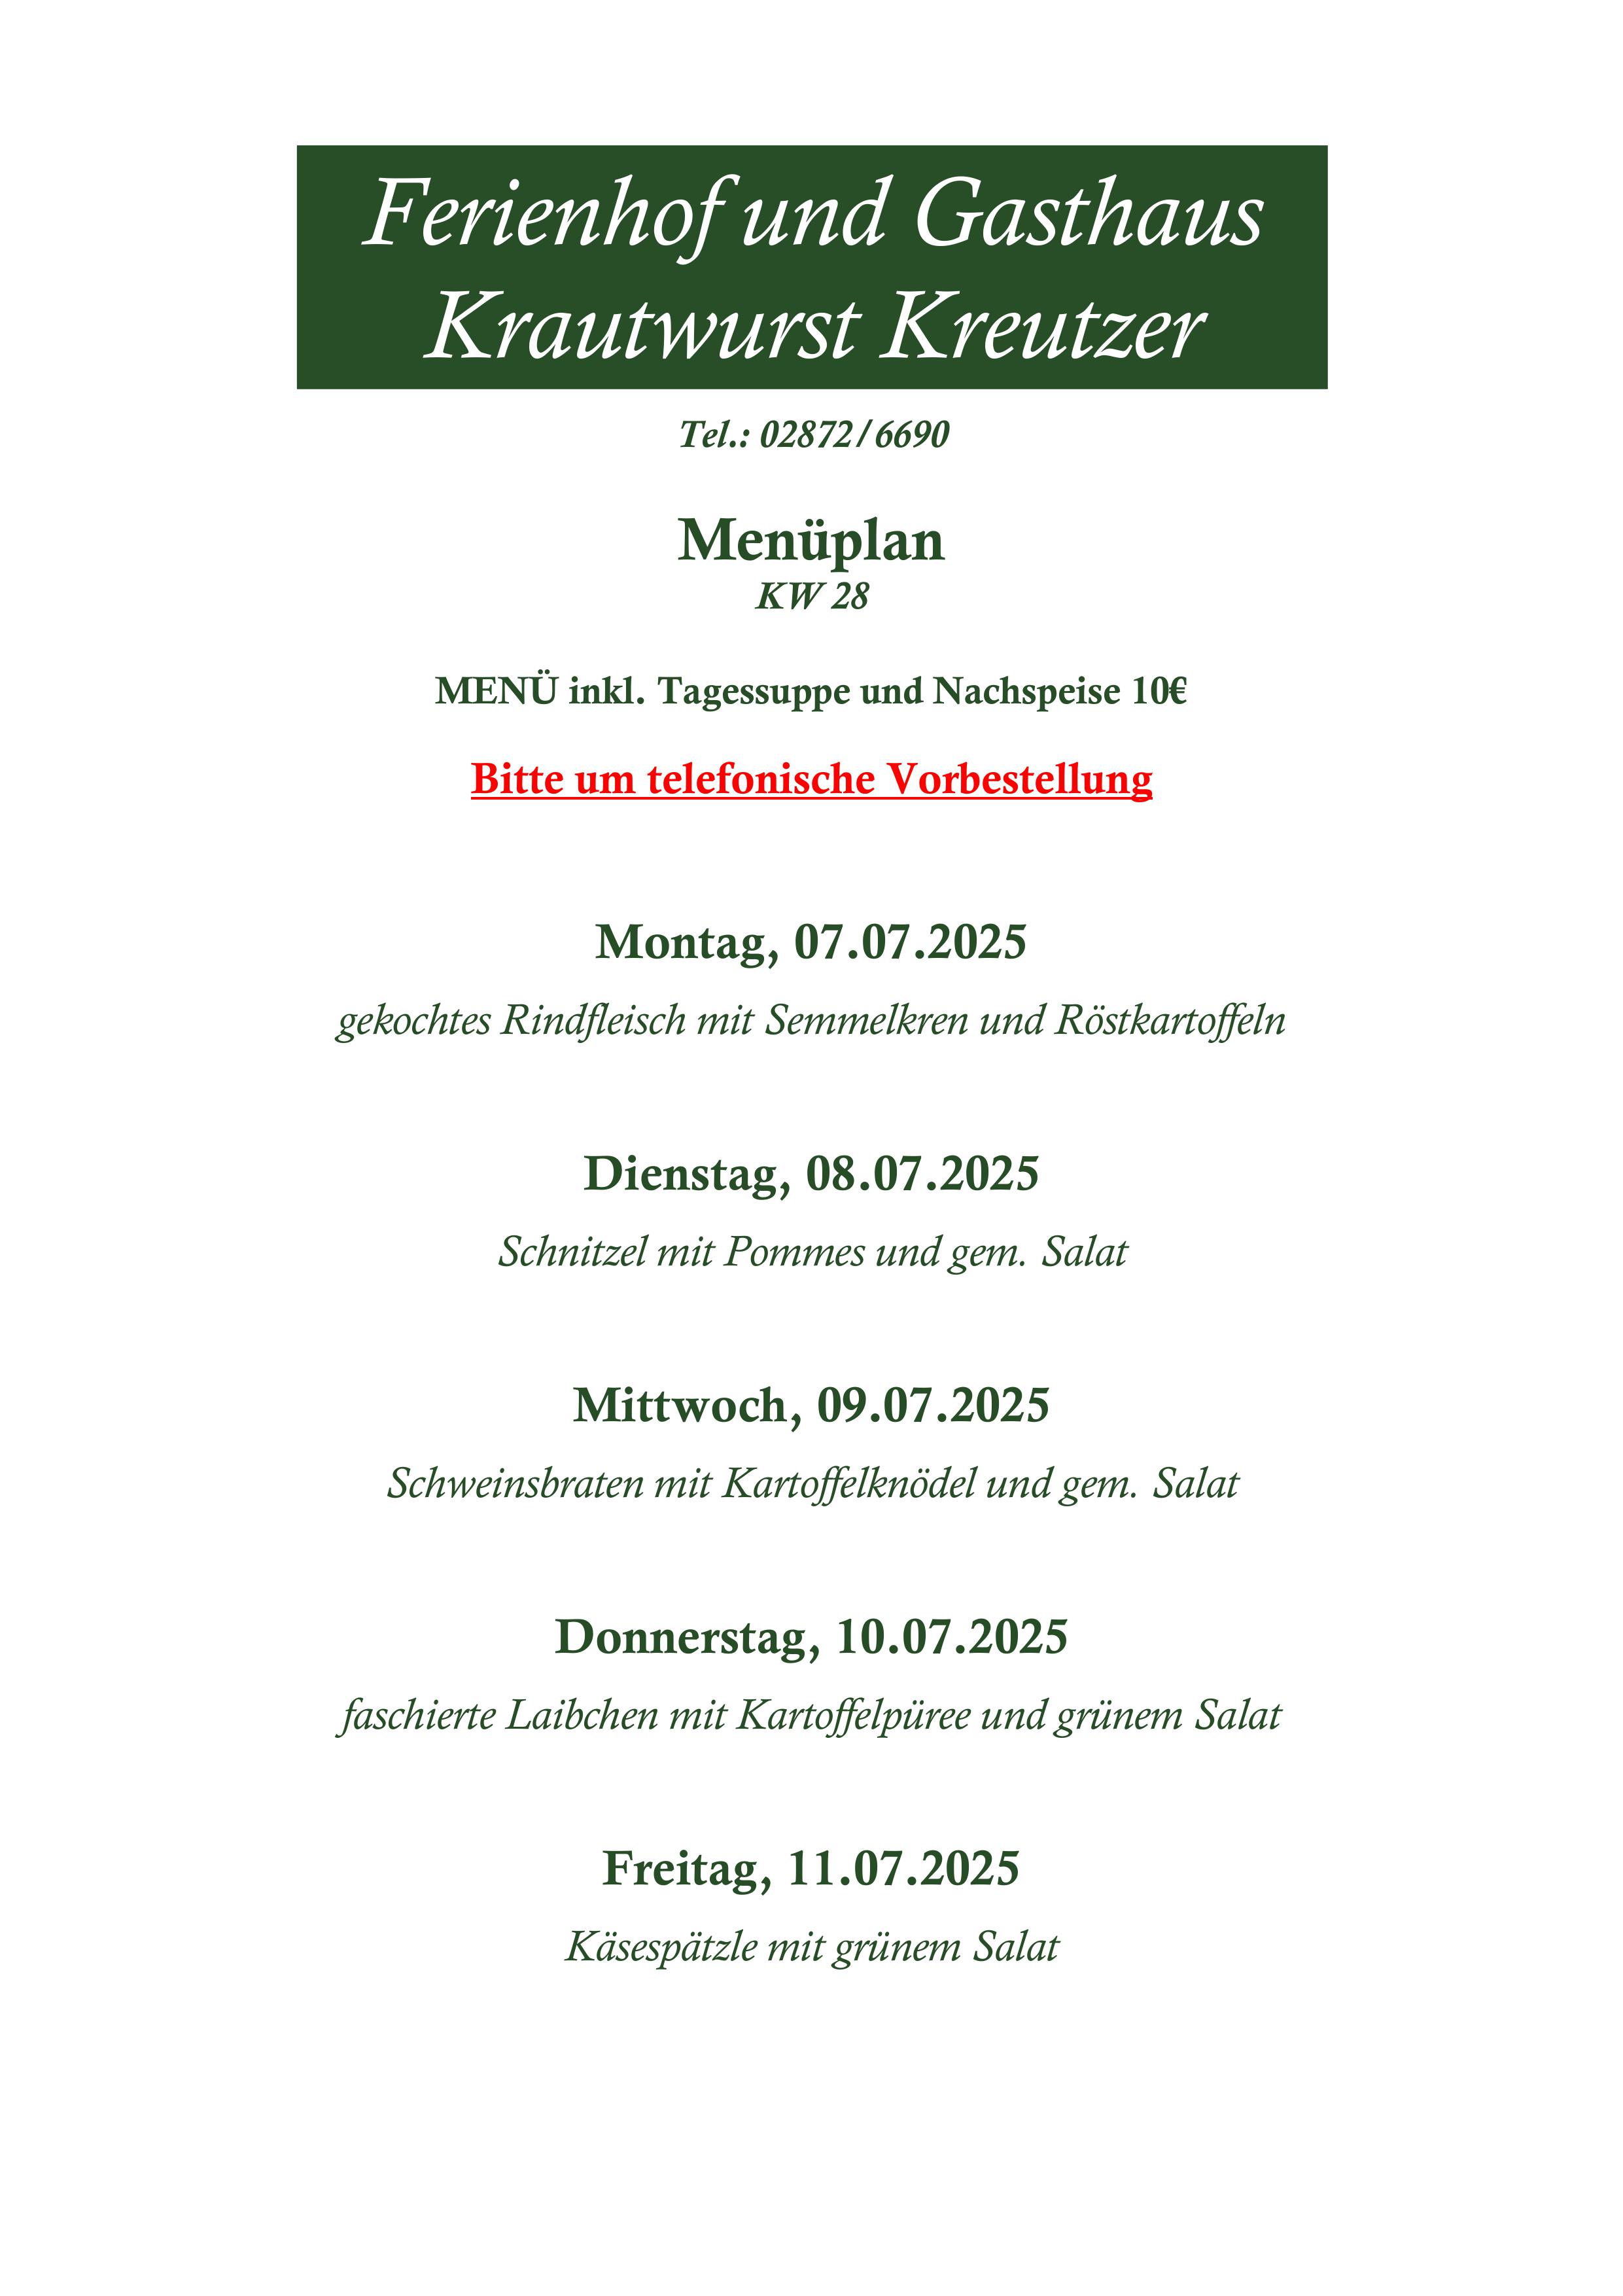 Ferienhof und Gasthaus
Krautwurst Kreutzer
Tel.: 02872/6690
Menüplan
KW 28
MENÜ inkl. Tagessuppe und Nachspeise 10€
Bitte um telefonische Vorbestellung
Montag, 07.07.2025
gekochtes Rindfleisch mit Semmelkren und Röstkartoffeln
Dienstag, 08.07.2025
Schnitzel mit Pommes und gem. Salat
Mittwoch, 09.07.2025
Schweinsbraten mit Kartoffelknödel und gem. Salat
Donnerstag, 10.07.2025
faschierte Laibchen mit Kartoffelpüree und grünem Salat
Freitag, 11.07.2025
Käsespätzle mit grünem Salat